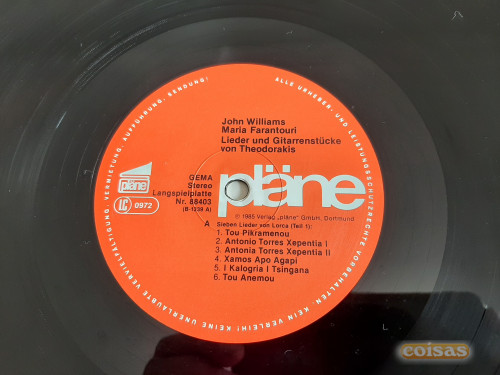 ALLE URHEBER- UND LEISTUNGSSCHUTZRECHTE VORBEHALTEN. KEIN VERLEIH! KEINE UNERLAUBTE VERVIELFÄLTIGUNG, VERMIETUNG, AUFFÜHRUNG, SENDUNG!
John Williams
Maria Farantouri
Lieder und Gitarrenstücke
von Theodorakis
pläne
LC 0972
GEMA
Stereo
Langspielplatte
Nr. 88403
(B-1239 A)
pläne
℗ 1985 Verlag „pläne“ GmbH, Dortmund
A Sieben Lieder von Lorca (Teil 1):
1. Tou Pikramenou
2. Antonio Torres Xepentia I
3. Antonia Torres Xepentia II
4. Xamos Apo Agapi
5. I Kalogria I Tsingana
6. Tou Anemou
coisas